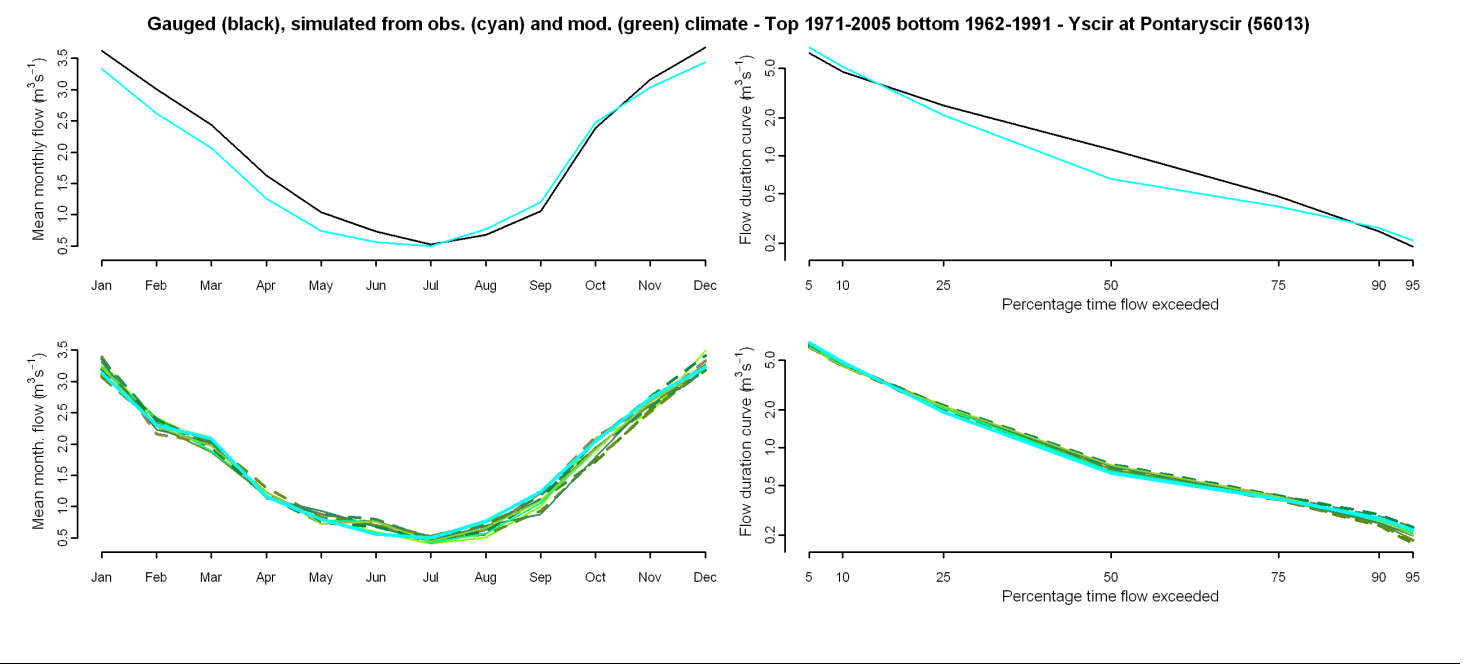 Gauged (black), simulated from obs. (cyan) and mod. (green) climate - Top 1971-2005 bottom 1962-1991 - Yscir at Pontaryscir (56013)
Mean monthly flow (m³s⁻¹)
0.5 1.0 1.5 2.0 2.5 3.0 3.5
Jan Feb Mar Apr May Jun Jul Aug Sep Oct Nov Dec
Flow duration curve (m³s⁻¹)
0.2 0.5 1.0 2.0 5.0
5 10 25 50 75 90 95
Percentage time flow exceeded
Mean month. flow (m³s⁻¹)
0.5 1.0 1.5 2.0 2.5 3.0 3.5
Jan Feb Mar Apr May Jun Jul Aug Sep Oct Nov Dec
Flow duration curve (m³s⁻¹)
0.2 0.5 1.0 2.0 5.0
5 10 25 50 75 90 95
Percentage time flow exceeded